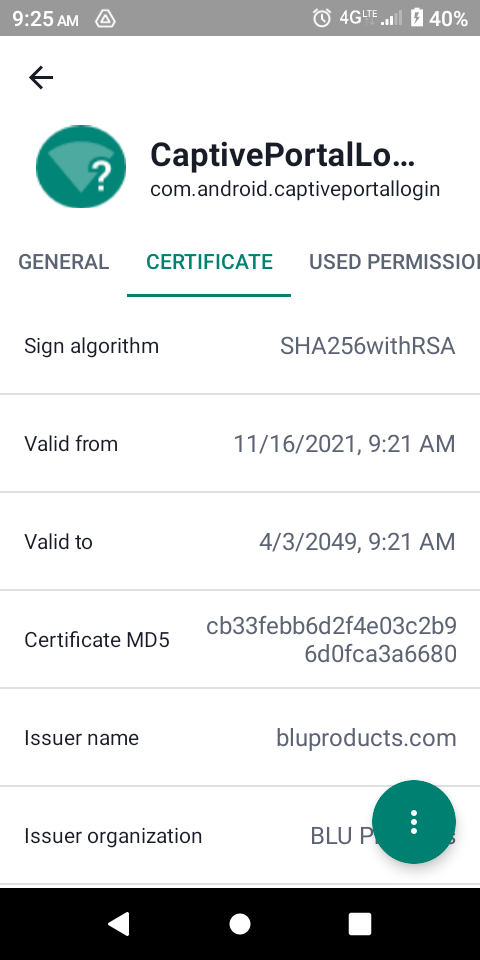 9:25 AM 4G LTE 40%
CaptivePortalLo...
com.android.captiveportallogin
GENERAL CERTIFICATE USED PERMISSIO
Sign algorithm SHA256withRSA
Valid from 11/16/2021, 9:21 AM
Valid to 4/3/2049, 9:21 AM
Certificate MD5 cb33febb6d2f4e03c2b9
6d0fca3a6680
Issuer name bluproducts.com
Issuer organization BLU